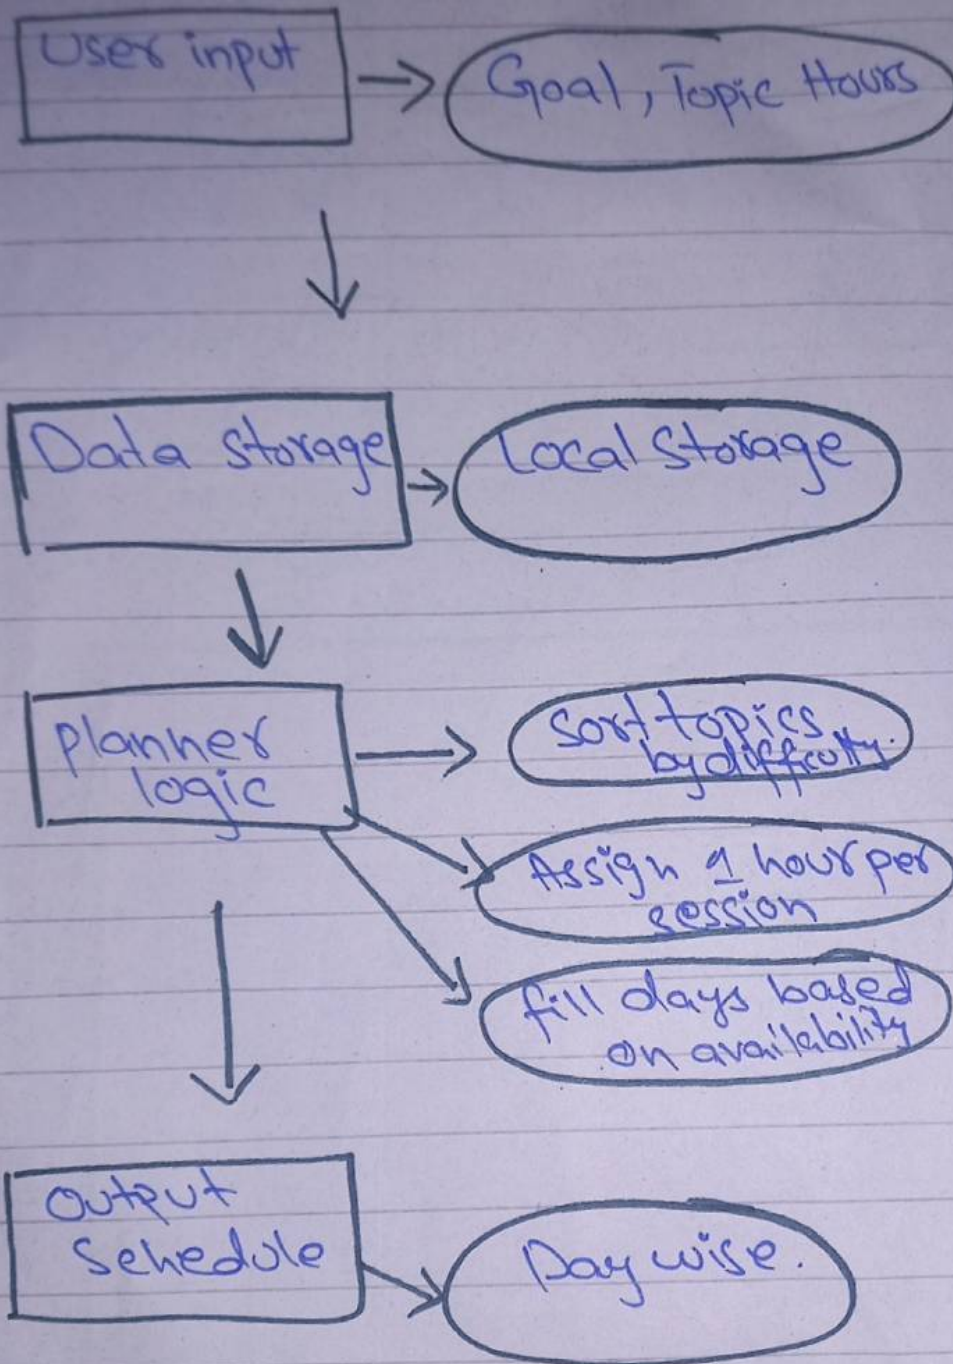 User input
Goal, Topic Hours
Data Storage
Local Storage
planner
logic
Sort topics
by difficulty.
Assign 1 hour per
session
fill days based
on availability
Output
Schedule
Day wise.